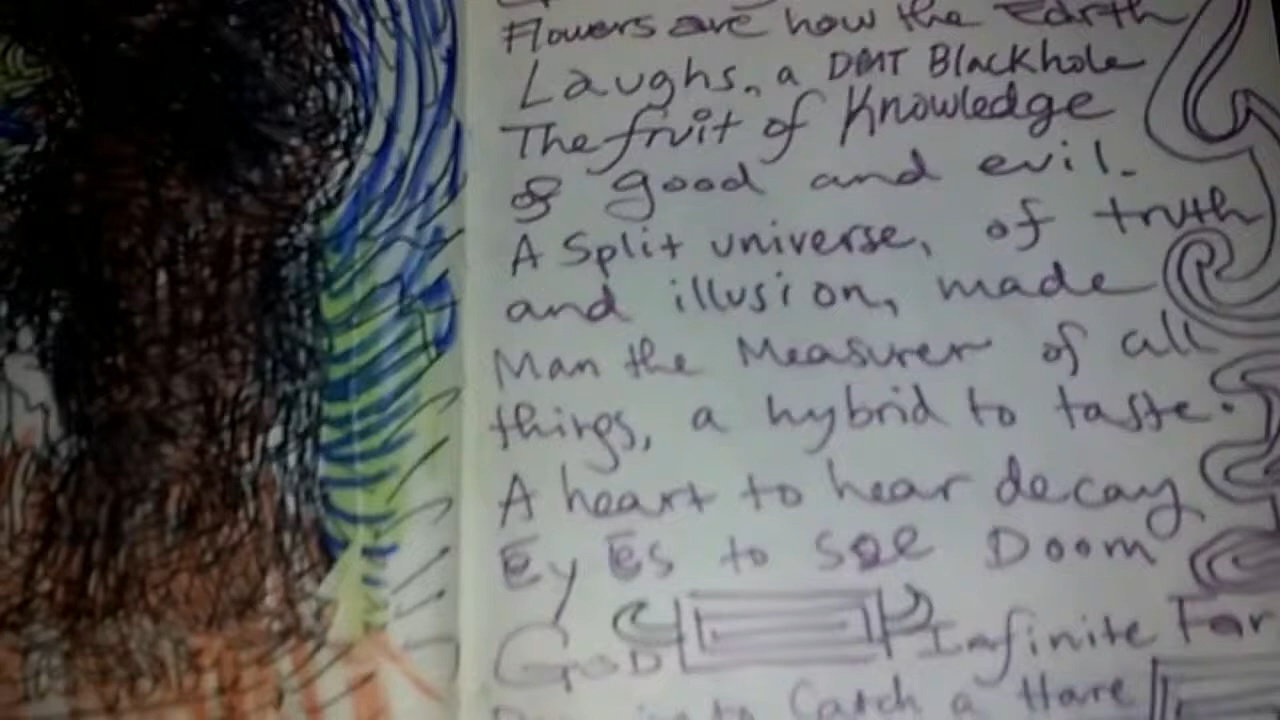 Flowers are how the Earth
Laughs, a DMT Blackhole
The fruit of Knowledge
of good and evil.
A Split universe, of truth
and illusion, made
Man the Measurer of all
things, a hybrid to taste.
A heart to hear decay
EyEs to see Doom
GoD Infinite Far
to Catch a Hare